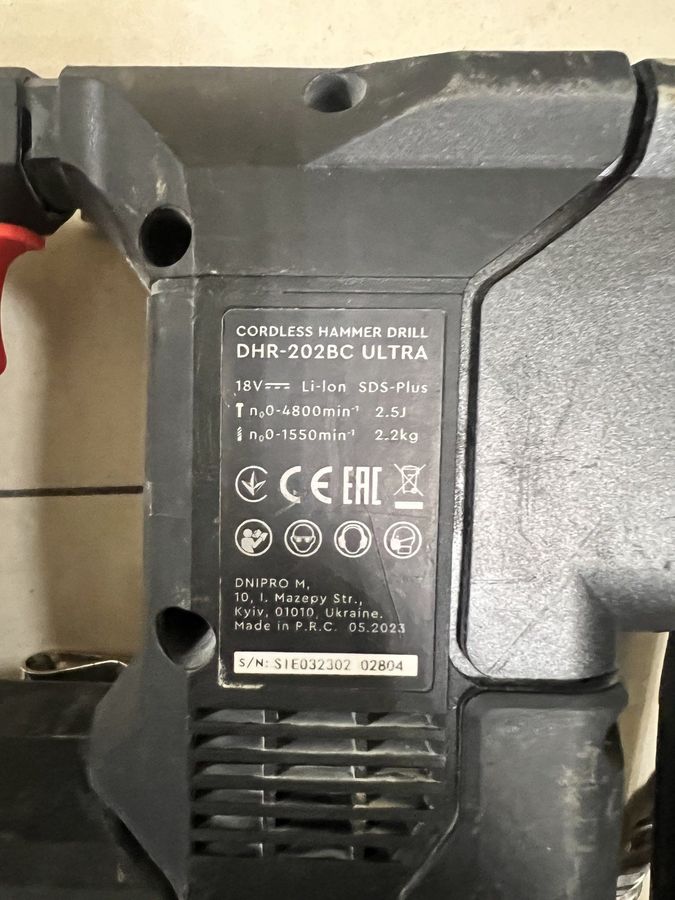 CORDLESS HAMMER DRILL
DHR-202BC ULTRA
18V Li-Ion SDS-Plus
n₀0-4800min⁻¹ 2.5J
n₀0-1550min⁻¹ 2.2kg
CE EAC
DNIPRO M,
10, I. Mazepy Str.,
Kyiv, 01010, Ukraine.
Made in P.R.C. 05.2023
S/N: S1E032302 02804